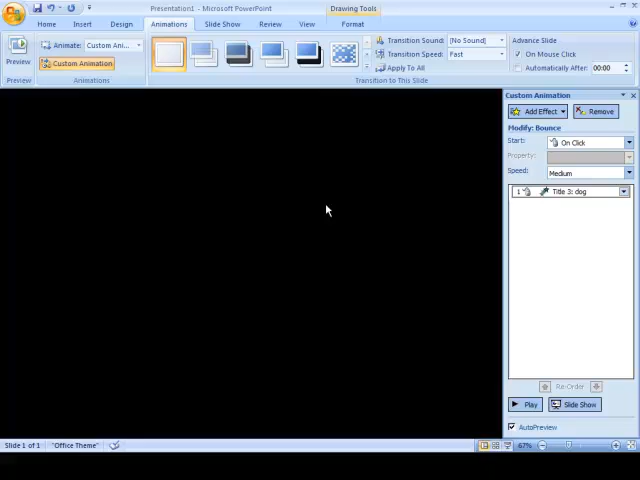 Presentation1 - Microsoft PowerPoint
Drawing Tools
Home
Insert
Design
Animations
Slide Show
Review
View
Format
Preview
Preview
Animate: Custom Ani...
Custom Animation
Animations
Transition Sound: [No Sound]
Transition Speed: Fast
Apply To All
Transition to This Slide
Advance Slide
On Mouse Click
Automatically After: 00:00
Custom Animation
Add Effect
Remove
Modify: Bounce
Start: On Click
Property:
Speed: Medium
1 Title 3: dog
Re-Order
Play
Slide Show
AutoPreview
Slide 1 of 1
"Office Theme"
67%